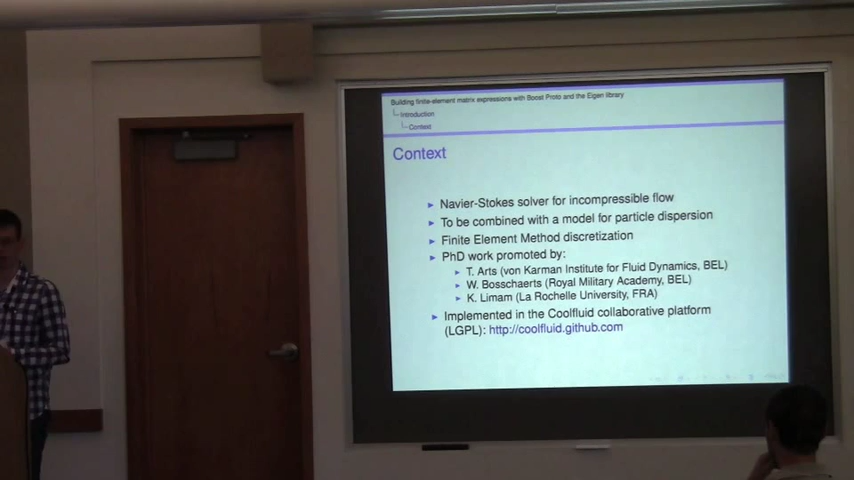 Building finite-element matrix expressions with Boost Proto and the Eigen library
Introduction
Context
Context
Navier-Stokes solver for incompressible flow
To be combined with a model for particle dispersion
Finite Element Method discretization
PhD work promoted by:
T. Arts (von Karman Institute for Fluid Dynamics, BEL)
W. Bosschaerts (Royal Military Academy, BEL)
K. Limam (La Rochelle University, FRA)
Implemented in the Coolfluid collaborative platform
(LGPL): http://coolfluid.github.com